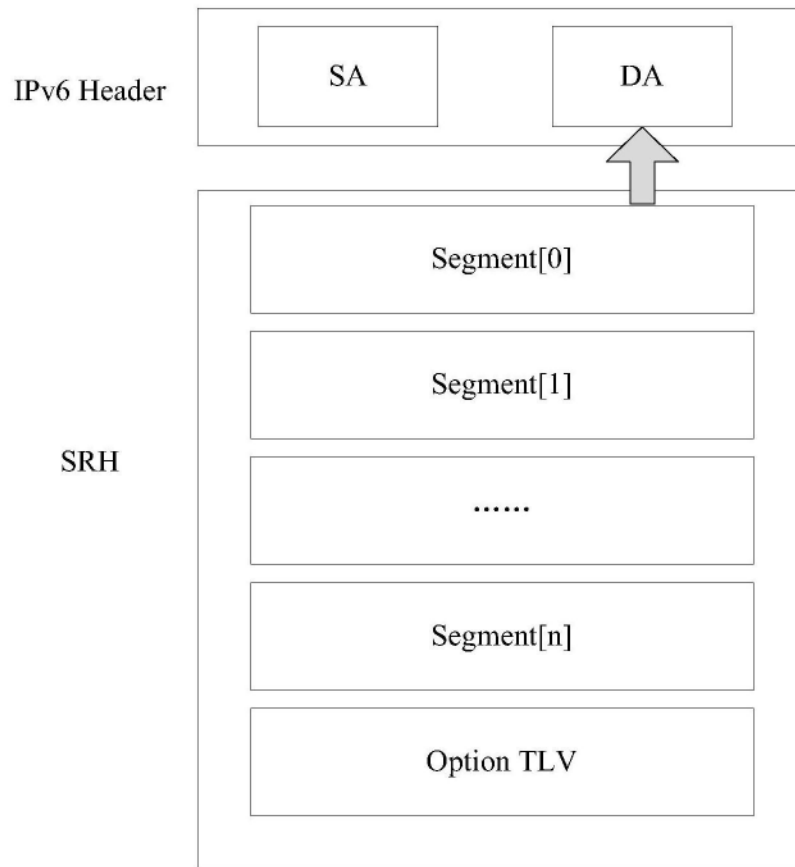 IPv6 Header
SA
DA
SRH
Segment[0]
Segment[1]
......
Segment[n]
Option TLV